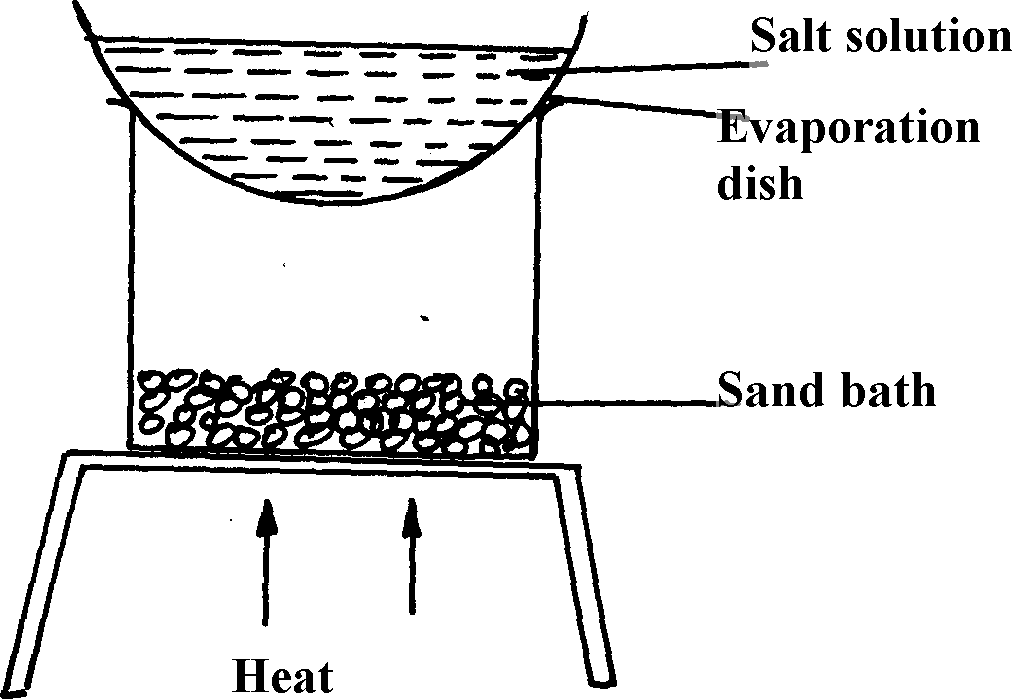 Salt solution
Evaporation
dish
Sand bath
Heat